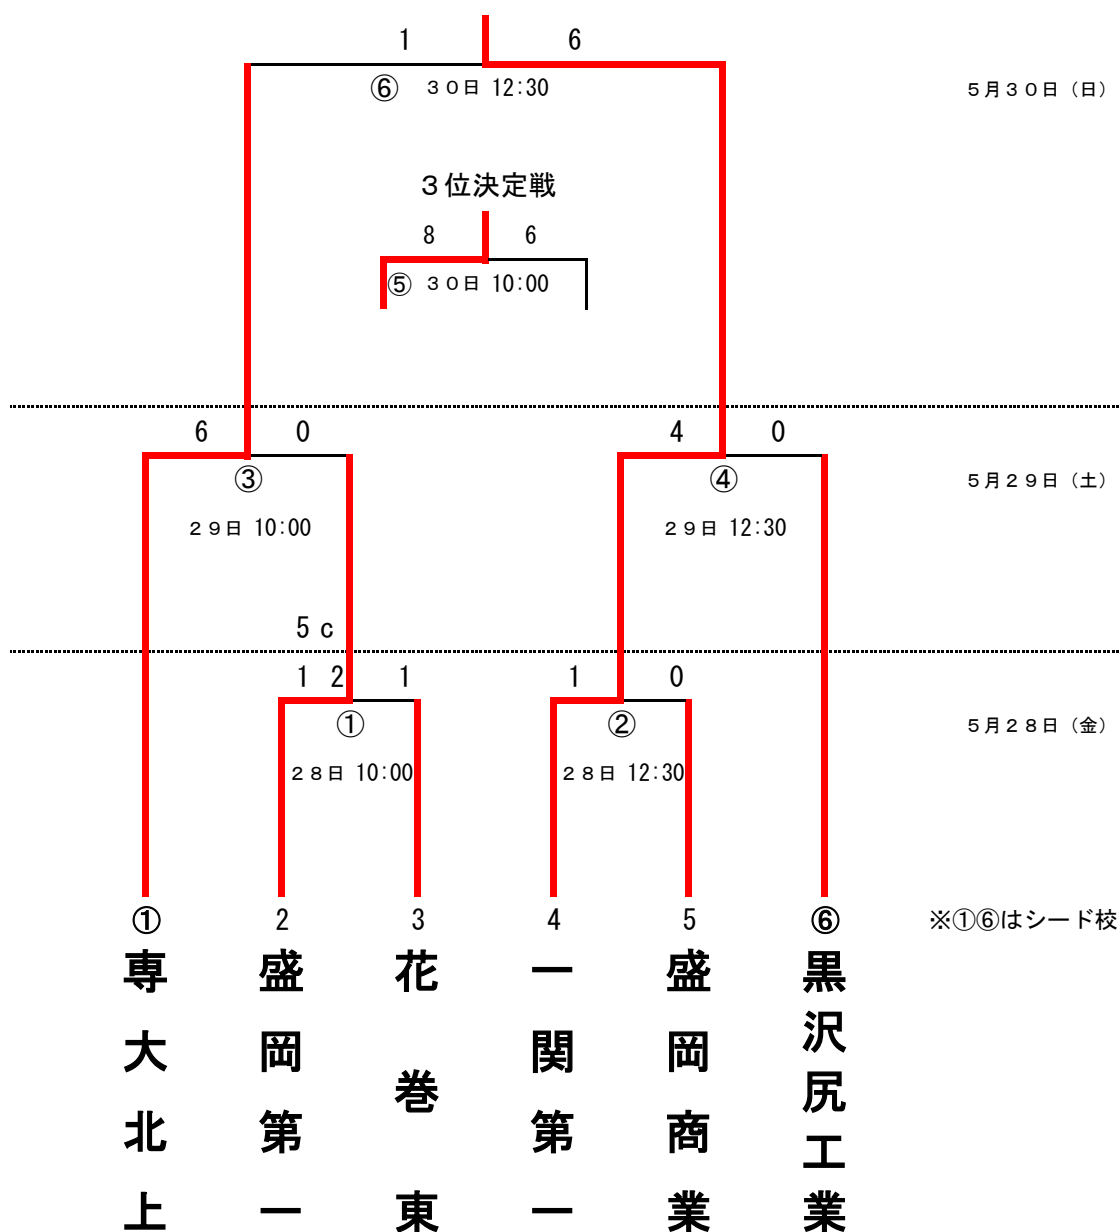 1 6
⑥ 30日 12:30 5月30日（日）
3位決定戦
8 6
⑤ 30日 10:00
6 0 4 0
③ ④ 5月29日（土）
29日 10:00 29日 12:30
5c
12 1 1 0
① ② 5月28日（金）
28日 10:00 28日 12:30
① 2 3 4 5 ⑥ ※①⑥はシード校
専大北上
盛岡第一
花巻東
一関第一
盛岡商業
黒沢尻工業